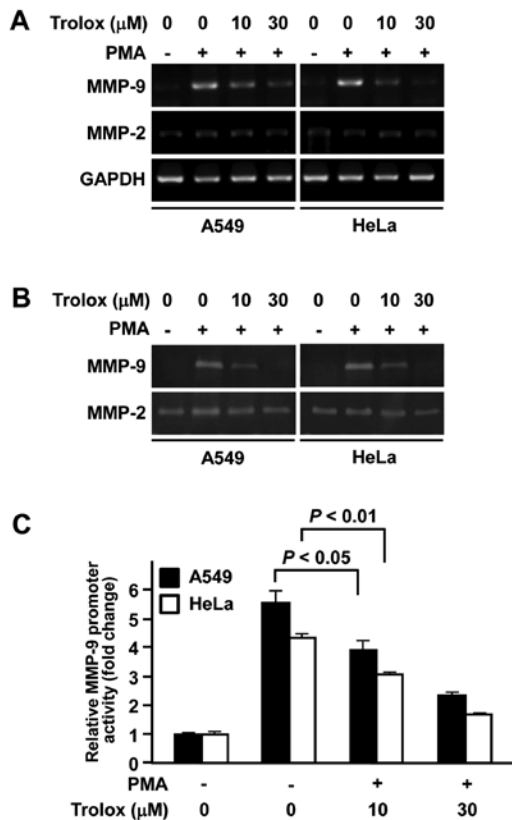 A
Trolox (μM) 0 0 10 30 0 0 10 30
PMA - + + + - + + +
MMP-9
MMP-2
GAPDH
A549 HeLa
B
Trolox (μM) 0 0 10 30 0 0 10 30
PMA - + + + - + + +
MMP-9
MMP-2
A549 HeLa
C
P < 0.01
P < 0.05
A549
HeLa
Relative MMP-9 promoter
activity (fold change)
6
5
4
3
2
1
0
PMA - - + +
Trolox (μM) 0 0 10 30